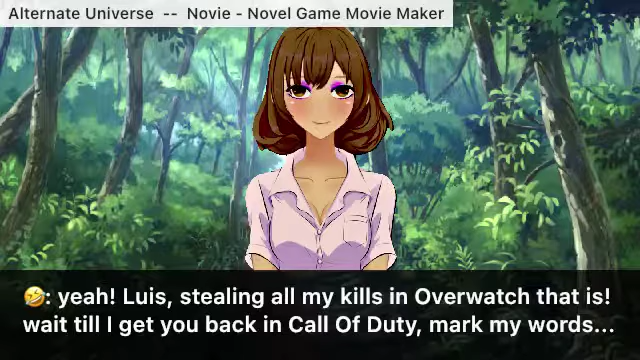 Alternate Universe  --  Novie - Novel Game Movie Maker
🤣: yeah! Luis, stealing all my kills in Overwatch that is!
wait till I get you back in Call Of Duty, mark my words...